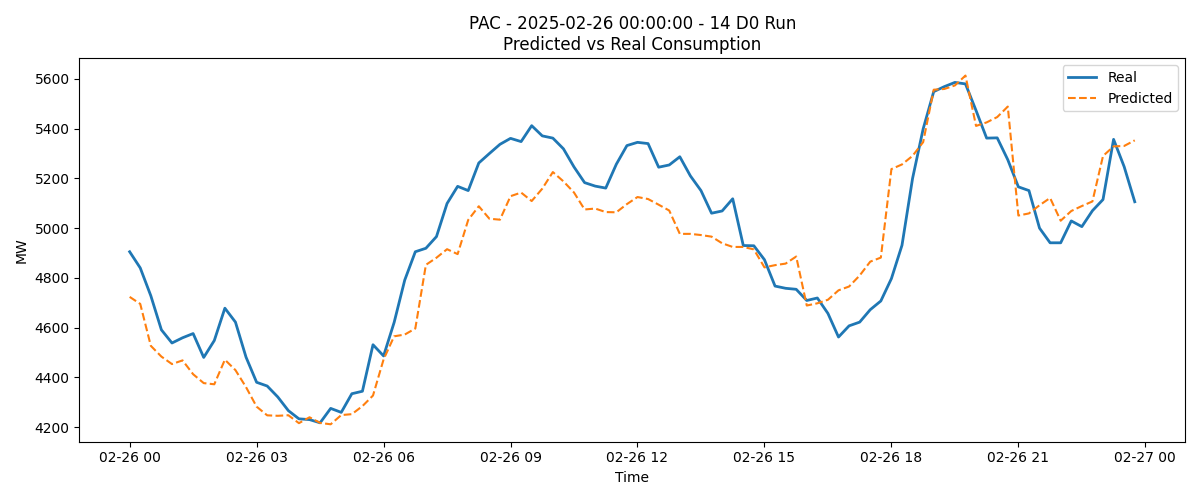 PAC - 2025-02-26 00:00:00 - 14 D0 Run
Predicted vs Real Consumption
Real
Predicted
MW
5600
5400
5200
5000
4800
4600
4400
4200
02-26 00
02-26 03
02-26 06
02-26 09
02-26 12
02-26 15
02-26 18
02-26 21
02-27 00
Time